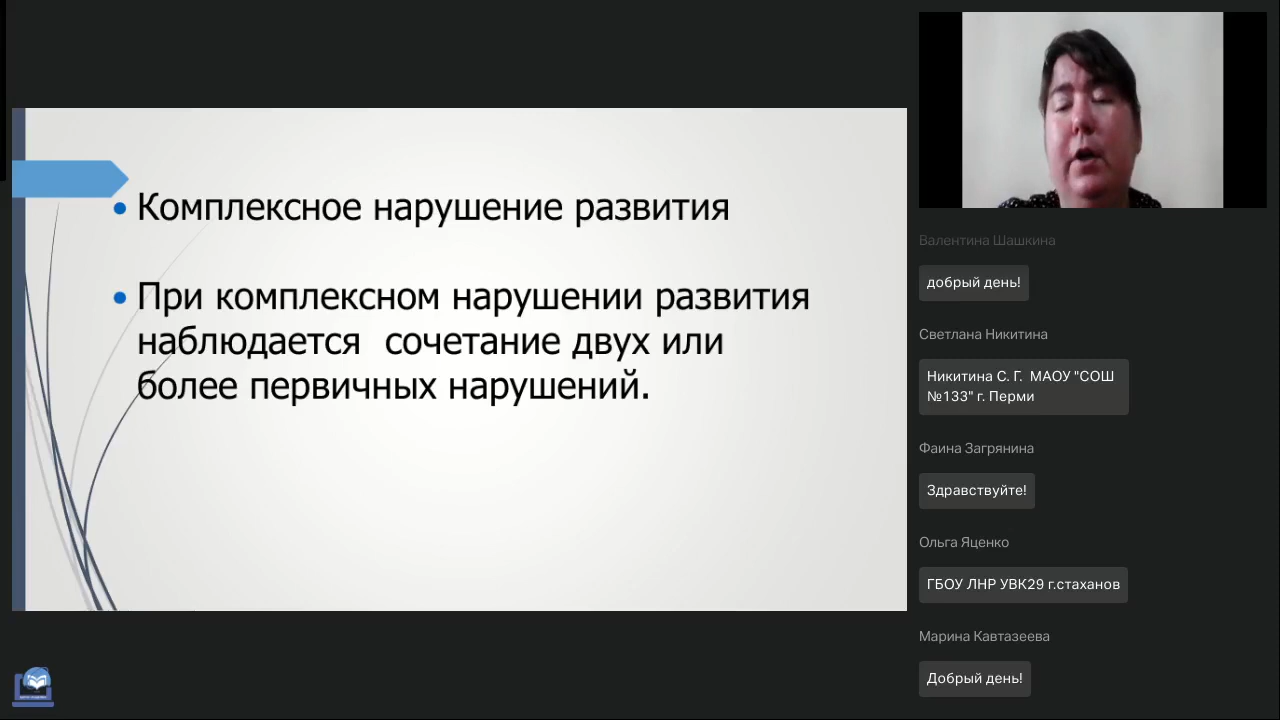 • Комплексное нарушение развития
• При комплексном нарушении развития
наблюдается сочетание двух или
более первичных нарушений.
Валентина Шашкина
добрый день!
Светлана Никитина
Никитина С. Г. МАОУ "СОШ
№133" г. Перми
Фаина Загрянина
Здравствуйте!
Ольга Яценко
ГБОУ ЛНР УВК29 г.стаханов
Марина Кавтазеева
Добрый день!